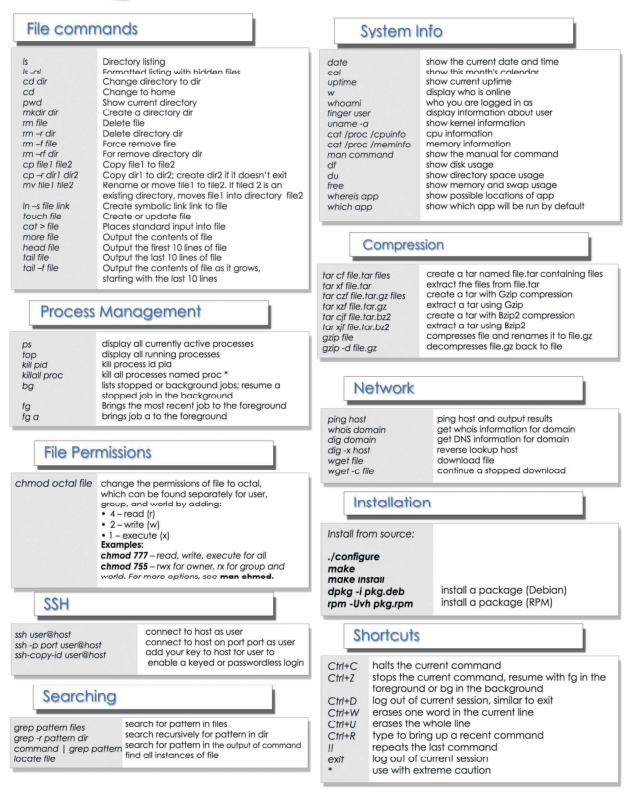 File commands
ls Directory listing
ls -al Formatted listing with hidden files
cd dir Change directory to dir
cd Change to home
pwd Show current directory
mkdir dir Create a directory dir
rm file Delete file
rm –r dir Delete directory dir
rm –f file Force remove fire
rm –rf dir For remove directory dir
cp file1 file2 Copy file1 to file2
cp –r dir1 dir2 Copy dir1 to dir2; create dir2 if it doesn't exit
mv file1 file2 Rename or move file1 to file2. If filed 2 is an
existing directory, moves file1 into directory file2
ln –s file link Create symbolic link link to file
touch file Create or update file
cat > file Places standard input into file
more file Output the contents of file
head file Output the firest 10 lines of file
tail file Output the last 10 lines of file
tail –f file Output the contents of file as it grows,
starting with the last 10 lines
Process Management
ps display all currently active processes
top display all running processes
kill pid kill process id pid
killall proc kill all processes named proc *
bg lists stopped or background jobs; resume a
stopped job in the background
fg Brings the most recent job to the foreground
fg a brings job a to the foreground
File Permissions
chmod octal file change the permissions of file to octal,
which can be found separately for user,
group, and world by adding:
• 4 – read (r)
• 2 – write (w)
• 1 – execute (x)
Examples:
chmod 777 – read, write, execute for all
chmod 755 – rwx for owner, rx for group and
world. For more options, see man chmod.
SSH
ssh user@host connect to host as user
ssh -p port user@host connect to host on port port as user
ssh-copy-id user@host add your key to host for user to
enable a keyed or passwordless login
Searching
grep pattern files search for pattern in files
grep -r pattern dir search recursively for pattern in dir
command | grep pattern search for pattern in the output of command
locate file find all instances of file
System Info
date show the current date and time
cal show this month's calendar
uptime show current uptime
w display who is online
whoami who you are logged in as
finger user display information about user
uname -a show kernel information
cat /proc /cpuinfo cpu information
cat /proc /meminfo memory information
man command show the manual for command
df show disk usage
du show directory space usage
free show memory and swap usage
whereis app show possible locations of app
which app show which app will be run by default
Compression
tar cf file.tar files create a tar named file.tar containing files
tar xf file.tar extract the files from file.tar
tar czf file.tar.gz files create a tar with Gzip compression
tar xzf file.tar.gz extract a tar using Gzip
tar cjf file.tar.bz2 create a tar with Bzip2 compression
tar xjf file.tar.bz2 extract a tar using Bzip2
gzip file compresses file and renames it to file.gz
gzip -d file.gz decompresses file.gz back to file
Network
ping host ping host and output results
whois domain get whois information for domain
dig domain get DNS information for domain
dig -x host reverse lookup host
wget file download file
wget -c file continue a stopped download
Installation
Install from source:
./configure
make
make install
dpkg -i pkg.deb install a package (Debian)
rpm -Uvh pkg.rpm install a package (RPM)
Shortcuts
Ctrl+C halts the current command
Ctrl+Z stops the current command, resume with fg in the
foreground or bg in the background
Ctrl+D log out of current session, similar to exit
Ctrl+W erases one word in the current line
Ctrl+U erases the whole line
Ctrl+R type to bring up a recent command
!! repeats the last command
exit log out of current session
* use with extreme caution